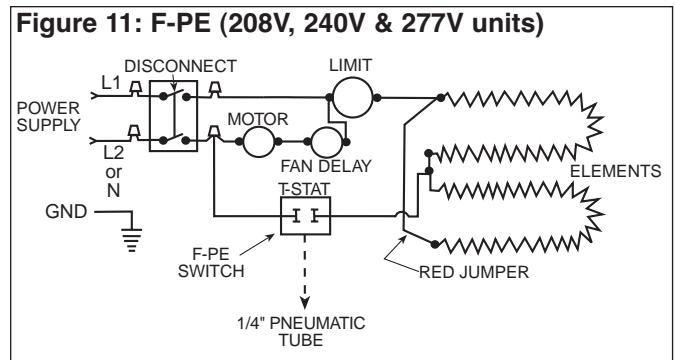 Figure 11: F-PE (208V, 240V & 277V units)
DISCONNECT
LIMIT
L1
POWER
SUPPLY
MOTOR
L2
or
N
FAN DELAY
ELEMENTS
T-STAT
GND
F-PE
SWITCH
RED JUMPER
1/4" PNEUMATIC
TUBE